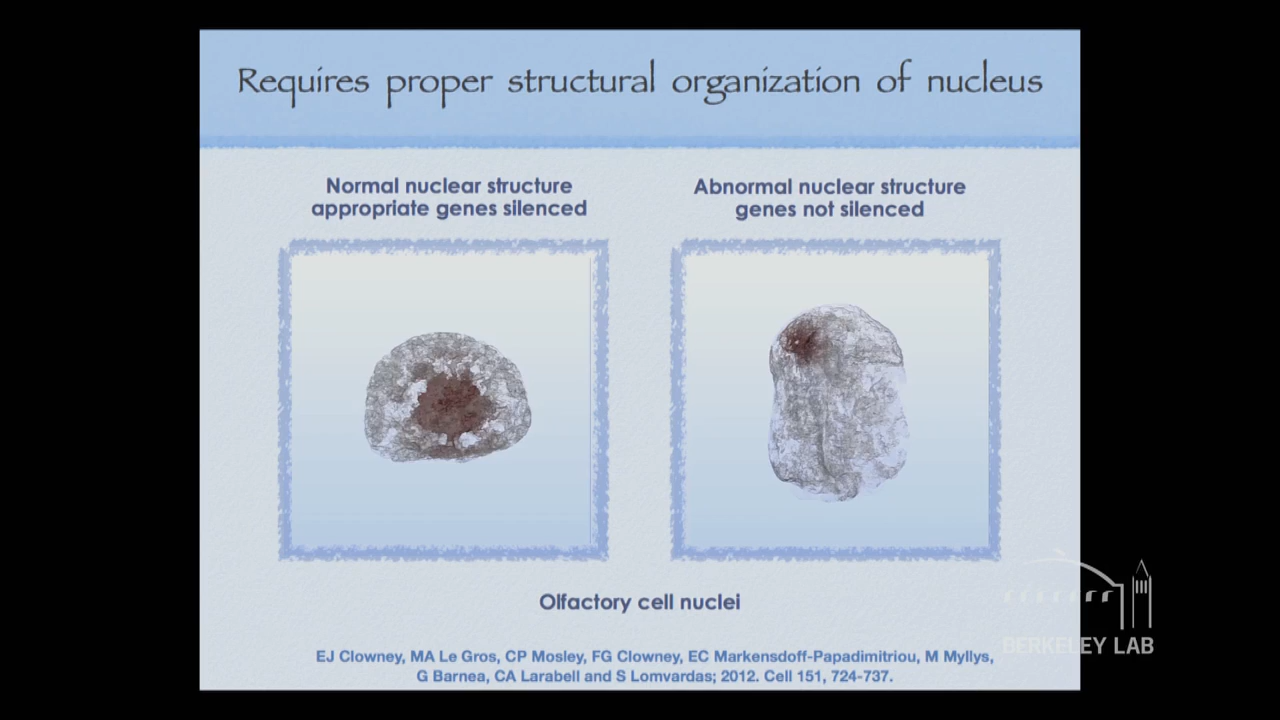 Requires proper structural organization of nucleus
Normal nuclear structure
appropriate genes silenced
Abnormal nuclear structure
genes not silenced
Olfactory cell nuclei
EJ Clowney, MA Le Gros, CP Mosley, FG Clowney, EC Markensdoff-Papadimitriou, M Myllys,
G Barnea, CA Larabell and S Lomvardas; 2012. Cell 151, 724-737.
BERKELEY LAB